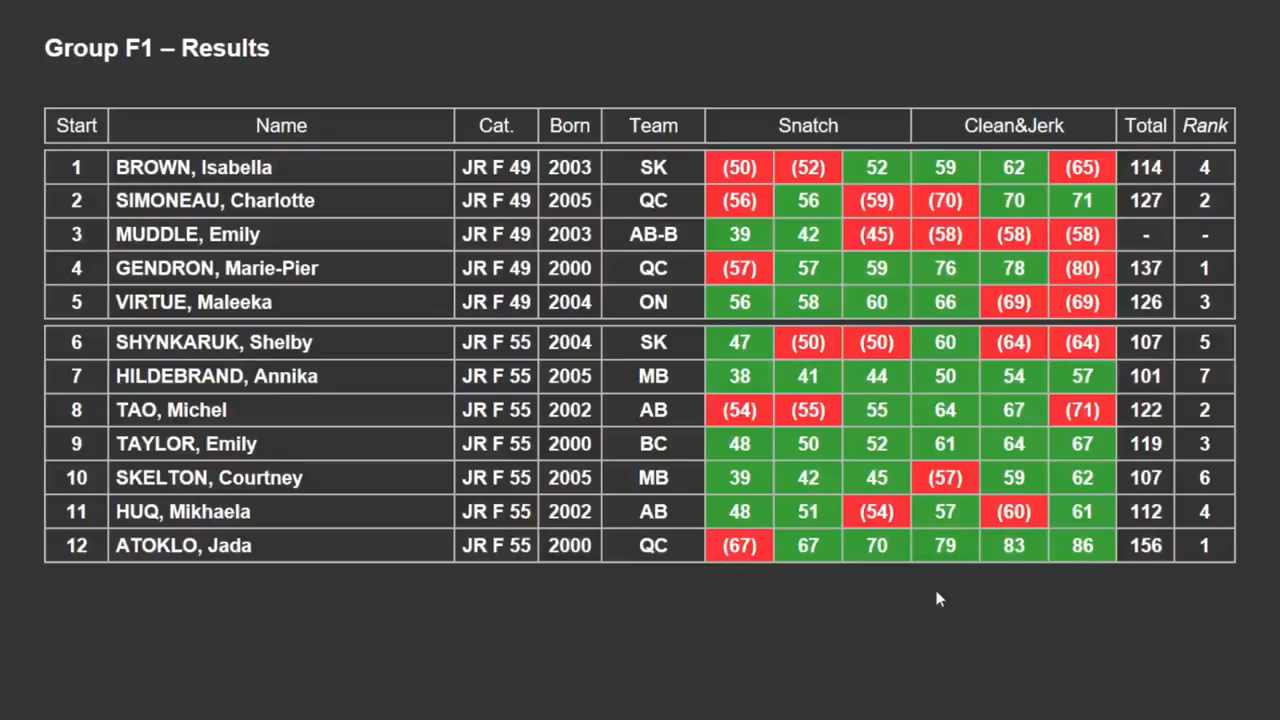 Group F1 – Results
Start Name Cat. Born Team Snatch Clean&Jerk Total Rank
1 BROWN, Isabella JR F 49 2003 SK (50) (52) 52 59 62 (65) 114 4
2 SIMONEAU, Charlotte JR F 49 2005 QC (56) 56 (59) (70) 70 71 127 2
3 MUDDLE, Emily JR F 49 2003 AB-B 39 42 (45) (58) (58) (58) - -
4 GENDRON, Marie-Pier JR F 49 2000 QC (57) 57 59 76 78 (80) 137 1
5 VIRTUE, Maleeka JR F 49 2004 ON 56 58 60 66 (69) (69) 126 3
6 SHYNKARUK, Shelby JR F 55 2004 SK 47 (50) (50) 60 (64) (64) 107 5
7 HILDEBRAND, Annika JR F 55 2005 MB 38 41 44 50 54 57 101 7
8 TAO, Michel JR F 55 2002 AB (54) (55) 55 64 67 (71) 122 2
9 TAYLOR, Emily JR F 55 2000 BC 48 50 52 61 64 67 119 3
10 SKELTON, Courtney JR F 55 2005 MB 39 42 45 (57) 59 62 107 6
11 HUQ, Mikhaela JR F 55 2002 AB 48 51 (54) 57 (60) 61 112 4
12 ATOKLO, Jada JR F 55 2000 QC (67) 67 70 79 83 86 156 1